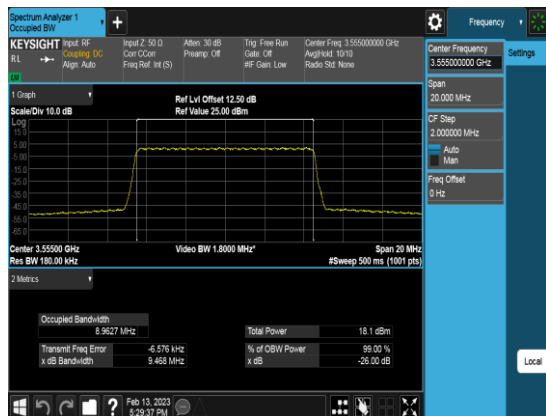 Spectrum Analyzer 1
Occupied BW
+
Frequency
KEYSIGHT
RL
Input: RF
Coupling: DC
Align: Auto
Input Z: 50 Ω
Corr CCorr
Freq Ref: Int (S)
Atten: 30 dB
Preamp: Off
Trig: Free Run
Gate: Off
#IF Gain: Low
Center Freq: 3.555000000 GHz
Avg|Hold: 10/10
Radio Std: None
Center Frequency
3.555000000 GHz
Settings
Span
20.000 MHz
CF Step
2.000000 MHz
Auto
Man
Freq Offset
0 Hz
Local
1 Graph
Scale/Div 10.0 dB
Ref Lvl Offset 12.50 dB
Ref Value 25.00 dBm
Log
15.0
5.00
-5.00
-15.0
-25.0
-35.0
-45.0
-55.0
-65.0
Center 3.55500 GHz
Res BW 180.00 kHz
Video BW 1.8000 MHz*
Span 20 MHz
#Sweep 500 ms (1001 pts)
2 Metrics
Occupied Bandwidth
8.9627 MHz
Total Power 18.1 dBm
Transmit Freq Error -6.576 kHz
% of OBW Power 99.00 %
x dB Bandwidth 9.468 MHz
x dB -26.00 dB
?
Feb 13, 2023
5:29:37 PM